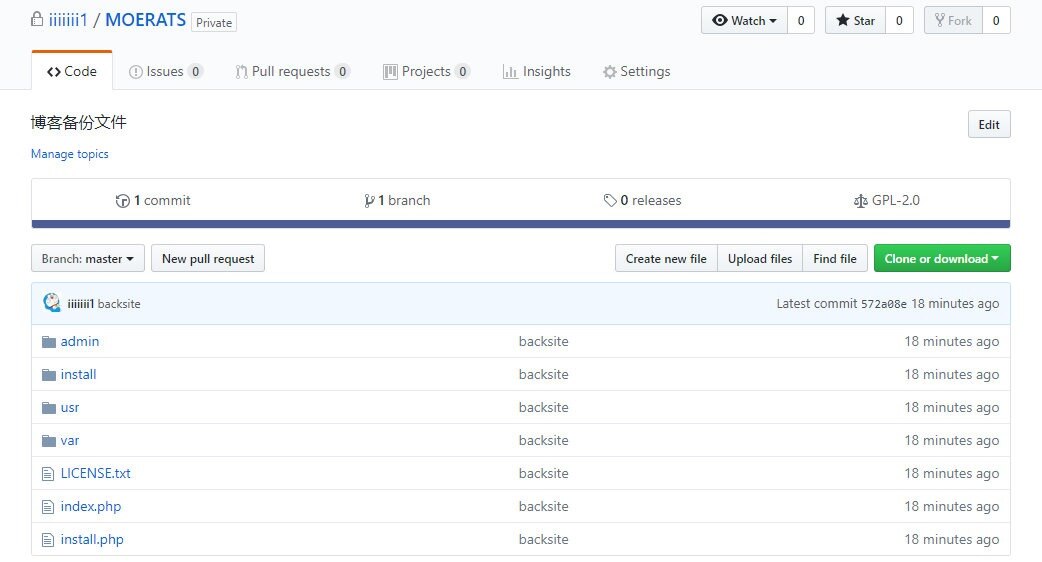 iiiiiii1 / MOERATS Private Watch 0 Star 0 Fork 0
Code Issues 0 Pull requests 0 Projects 0 Insights Settings
博客备份文件 Edit
Manage topics
1 commit 1 branch 0 releases GPL-2.0
Branch: master New pull request Create new file Upload files Find file Clone or download
iiiiiii1 backsite Latest commit 572a08e 18 minutes ago
admin backsite 18 minutes ago
install backsite 18 minutes ago
usr backsite 18 minutes ago
var backsite 18 minutes ago
LICENSE.txt backsite 18 minutes ago
index.php backsite 18 minutes ago
install.php backsite 18 minutes ago